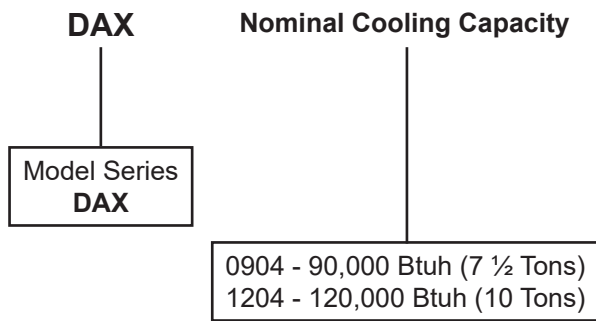 DAX
Nominal Cooling Capacity
Model Series
DAX
0904 - 90,000 Btuh (7 ½ Tons)
1204 - 120,000 Btuh (10 Tons)